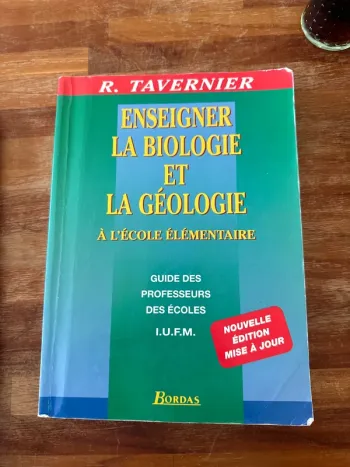 R. TAVERNIER
ENSEIGNER
LA BIOLOGIE
ET
LA GÉOLOGIE
À L'ÉCOLE ÉLÉMENTAIRE
GUIDE DES
PROFESSEURS
DES ÉCOLES
I.U.F.M.
NOUVELLE
ÉDITION
MISE À JOUR
BORDAS